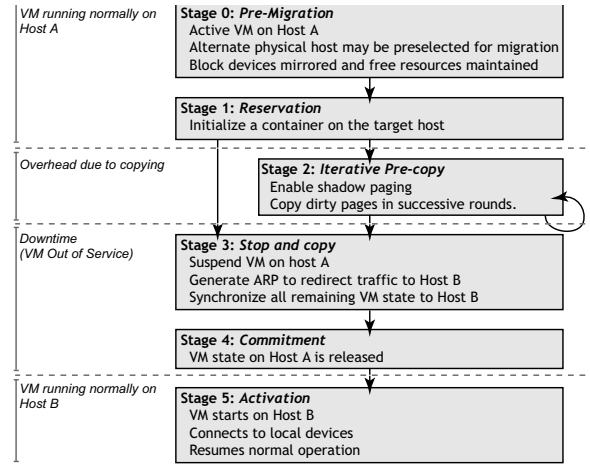 VM running normally on
Host A
Stage 0: Pre-Migration
Active VM on Host A
Alternate physical host may be preselected for migration
Block devices mirrored and free resources maintained
Stage 1: Reservation
Initialize a container on the target host
Overhead due to copying
Stage 2: Iterative Pre-copy
Enable shadow paging
Copy dirty pages in successive rounds.
Downtime
(VM Out of Service)
Stage 3: Stop and copy
Suspend VM on host A
Generate ARP to redirect traffic to Host B
Synchronize all remaining VM state to Host B
Stage 4: Commitment
VM state on Host A is released
VM running normally on
Host B
Stage 5: Activation
VM starts on Host B
Connects to local devices
Resumes normal operation